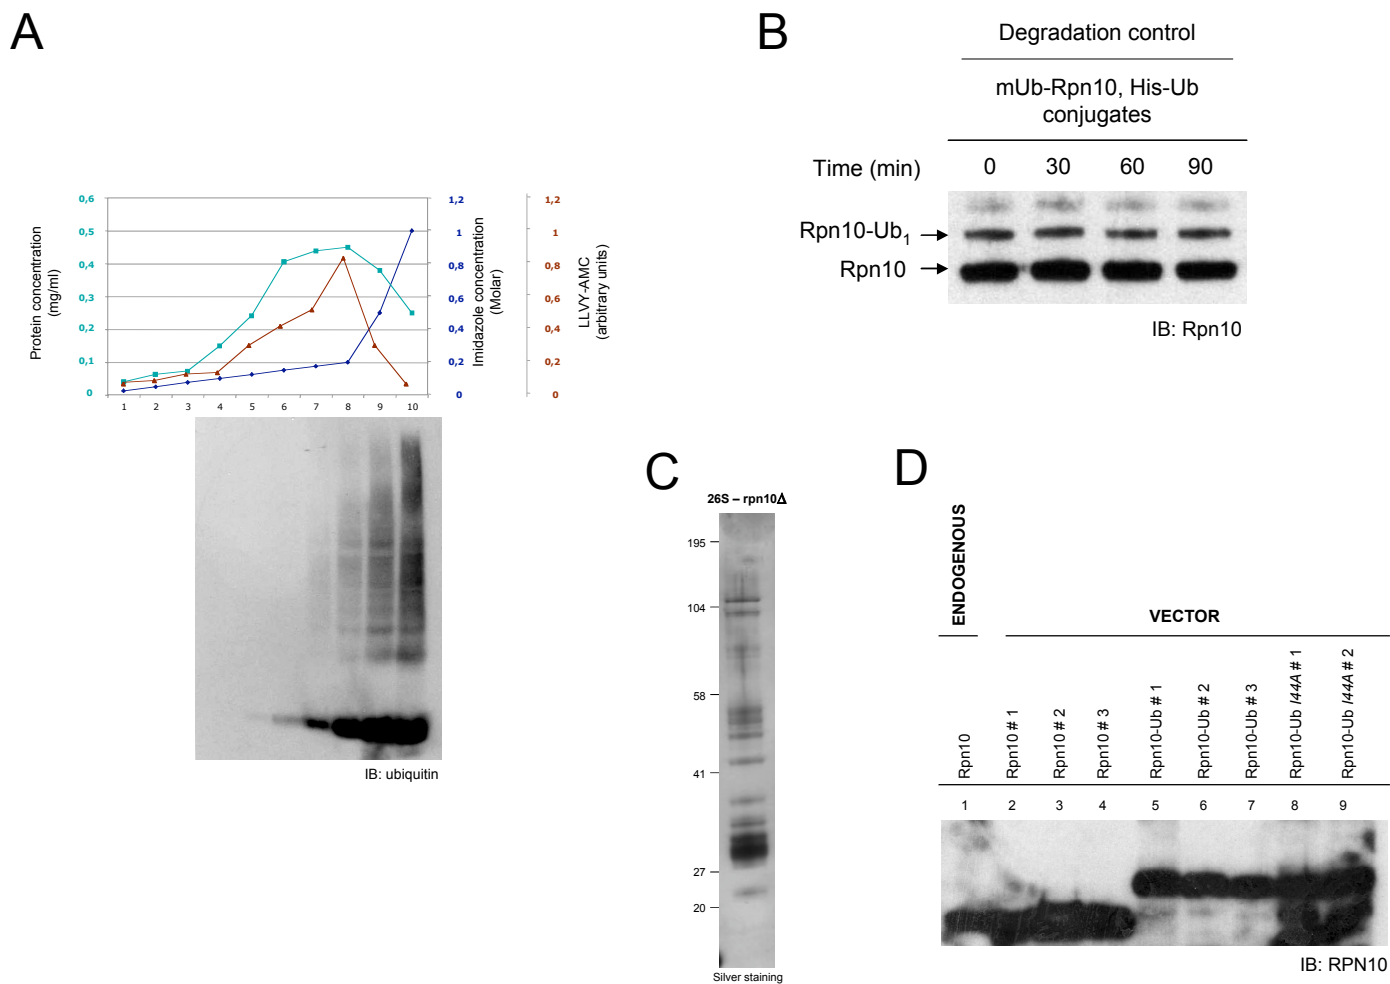 A
0,6
0,5
0,4
0,3
0,2
0,1
0
Protein concentration
(mg/ml)
1,2
1
0,8
0,6
0,4
0,2
0
Imidazole concentration
(Molar)
1,2
1
0,8
0,6
0,4
0,2
0
LLVY-AMC
(arbitrary units)
1 2 3 4 5 6 7 8 9 10
IB: ubiquitin
B
Degradation control
mUb-Rpn10, His-Ub
conjugates
Time (min) 0 30 60 90
Rpn10-Ub1
Rpn10
IB: Rpn10
C
26S – rpn10Δ
195
104
58
41
27
20
Silver staining
D
ENDOGENOUS
VECTOR
Rpn10
Rpn10 # 1
Rpn10 # 2
Rpn10 # 3
Rpn10-Ub # 1
Rpn10-Ub # 2
Rpn10-Ub # 3
Rpn10-Ub I44A # 1
Rpn10-Ub I44A # 2
1 2 3 4 5 6 7 8 9
IB: RPN10